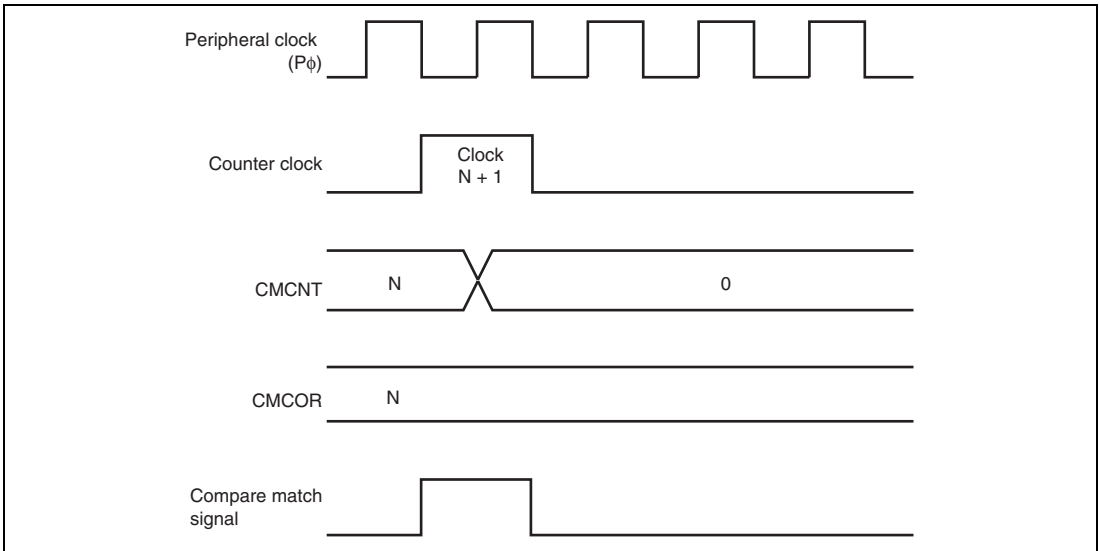 Peripheral clock
(Pϕ)
Counter clock
Clock
N + 1
CMCNT
N
0
CMCOR
N
Compare match
signal